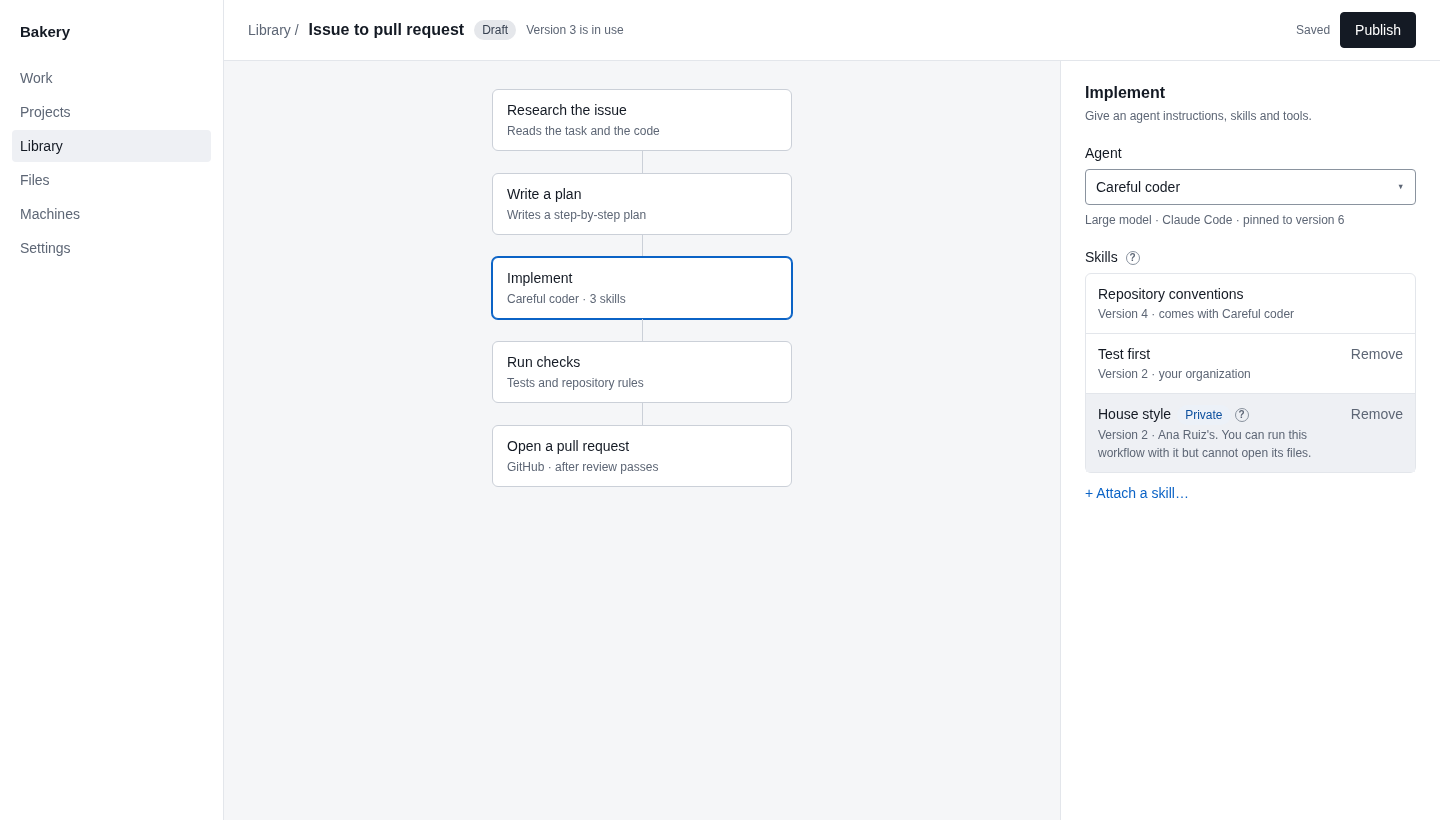 Bakery
Work
Projects
Library
Files
Machines
Settings
Library / Issue to pull request Draft Version 3 is in use
Saved Publish
Research the issue
Reads the task and the code
Write a plan
Writes a step-by-step plan
Implement
Careful coder · 3 skills
Run checks
Tests and repository rules
Open a pull request
GitHub · after review passes
Implement
Give an agent instructions, skills and tools.
Agent
Careful coder
Large model · Claude Code · pinned to version 6
Skills ?
Repository conventions
Version 4 · comes with Careful coder
Test first Remove
Version 2 · your organization
House style Private ? Remove
Version 2 · Ana Ruiz's. You can run this
workflow with it but cannot open its files.
+ Attach a skill…